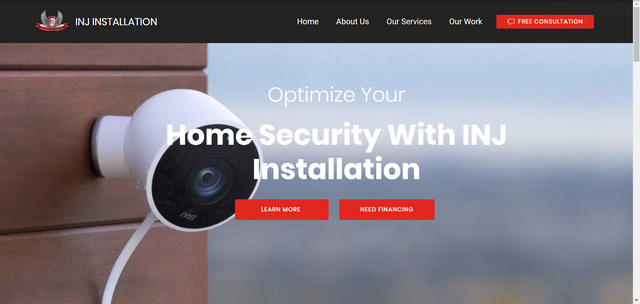 INJ INSTALLATION
Home
About Us
Our Services
Our Work
FREE CONSULTATION
Optimize Your
Home Security With INJ
Installation
nest
LEARN MORE
NEED FINANCING